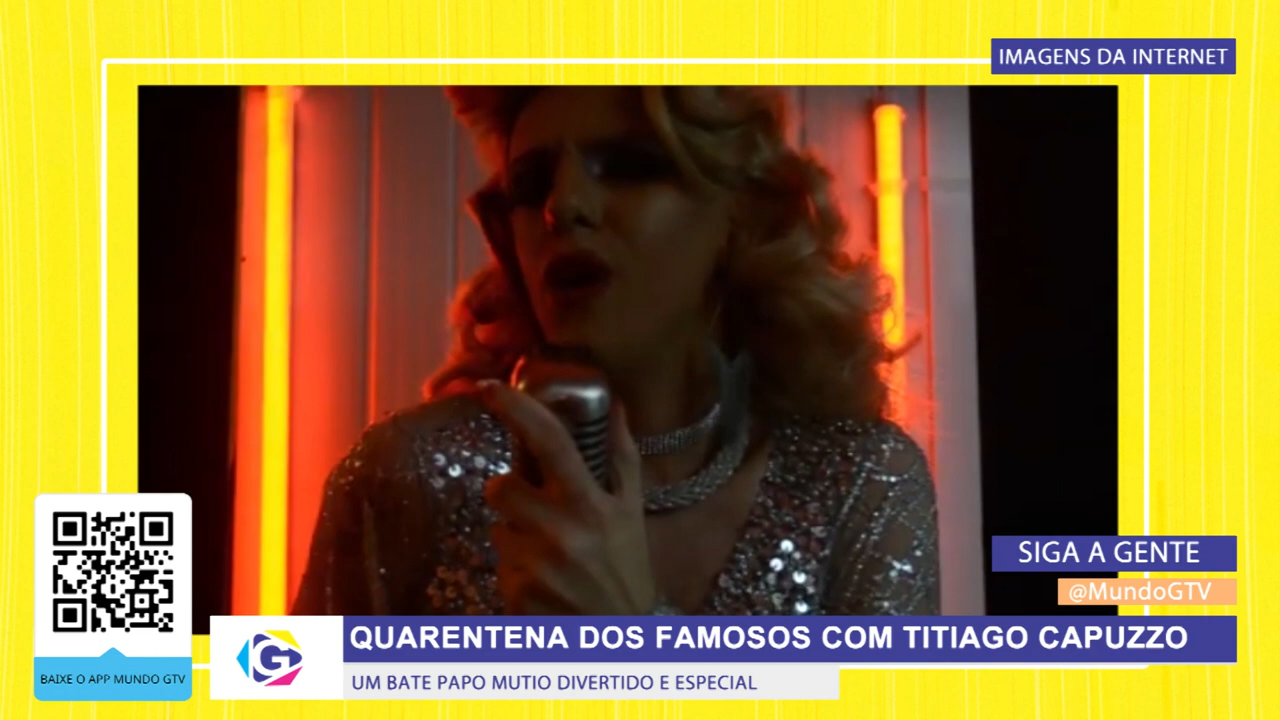 IMAGENS DA INTERNET
SIGA A GENTE
@MundoGTV
QUARENTENA DOS FAMOSOS COM TITIAGO CAPUZZO
UM BATE PAPO MUTIO DIVERTIDO E ESPECIAL
BAIXE O APP MUNDO GTV
G